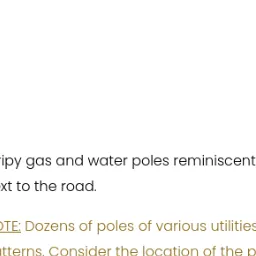 ripy gas and water poles reminiscent
xt to the road.
OTE: Dozens of poles of various utilities
tterns. Consider the location of the p